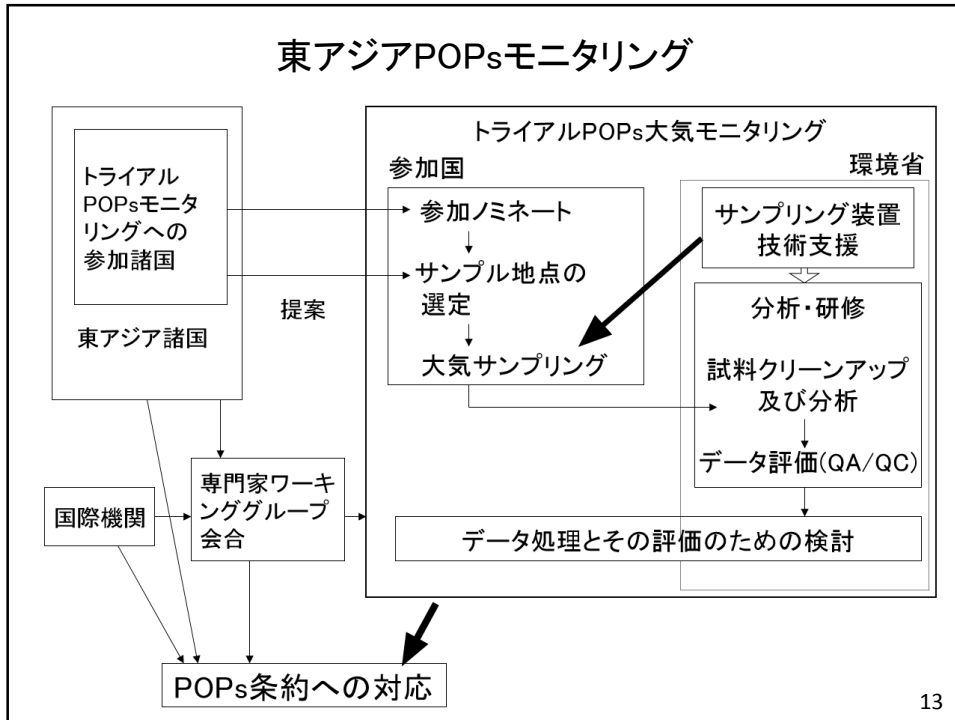 東アジアPOPsモニタリング
トライアル
POPsモニタ
リングへの
参加諸国
東アジア諸国
提案
トライアルPOPs大気モニタリング
参加国
参加ノミネート
サンプル地点の
選定
大気サンプリング
環境省
サンプリング装置
技術支援
分析・研修
試料クリーンアップ
及び分析
データ評価(QA/QC)
データ処理とその評価のための検討
国際機関
専門家ワーキ
ンググループ
会合
POPs条約への対応
13